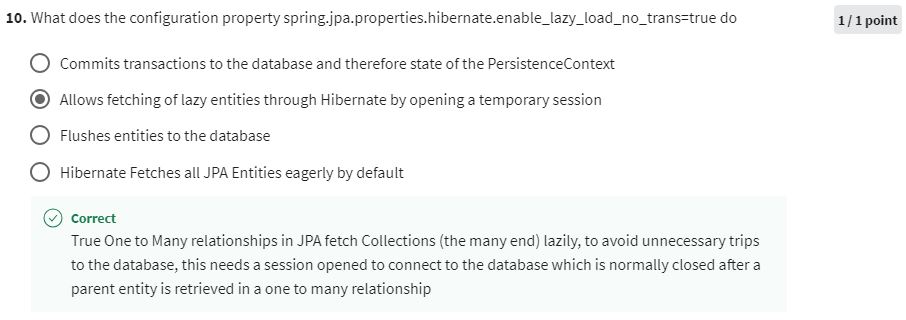 10. What does the configuration property spring.jpa.properties.hibernate.enable_lazy_load_no_trans=true do
1 / 1 point
Commits transactions to the database and therefore state of the PersistenceContext
Allows fetching of lazy entities through Hibernate by opening a temporary session
Flushes entities to the database
Hibernate Fetches all JPA Entities eagerly by default
Correct
True One to Many relationships in JPA fetch Collections (the many end) lazily, to avoid unnecessary trips
to the database, this needs a session opened to connect to the database which is normally closed after a
parent entity is retrieved in a one to many relationship